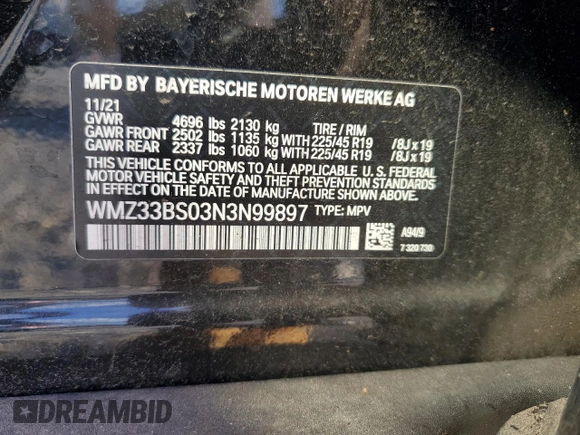 MFD BY BAYERISCHE MOTOREN WERKE AG
11/21
GVWR 4696 lbs 2130 kg TIRE / RIM
GAWR FRONT 2502 lbs 1135 kg WITH 225/45 R19 /8J x 19
GAWR REAR 2337 lbs 1060 kg WITH 225/45 R19 /8J x 19
THIS VEHICLE CONFORMS TO ALL APPLICABLE U.S. FEDERAL
MOTOR VEHICLE SAFETY AND THEFT PREVENTION STANDARDS
IN EFFECT ON THE DATE OF MANUFACTURE SHOWN ABOVE.
WMZ33BS03N3N99897 TYPE: MPV
A94/9
7 320 730
DREAMBID